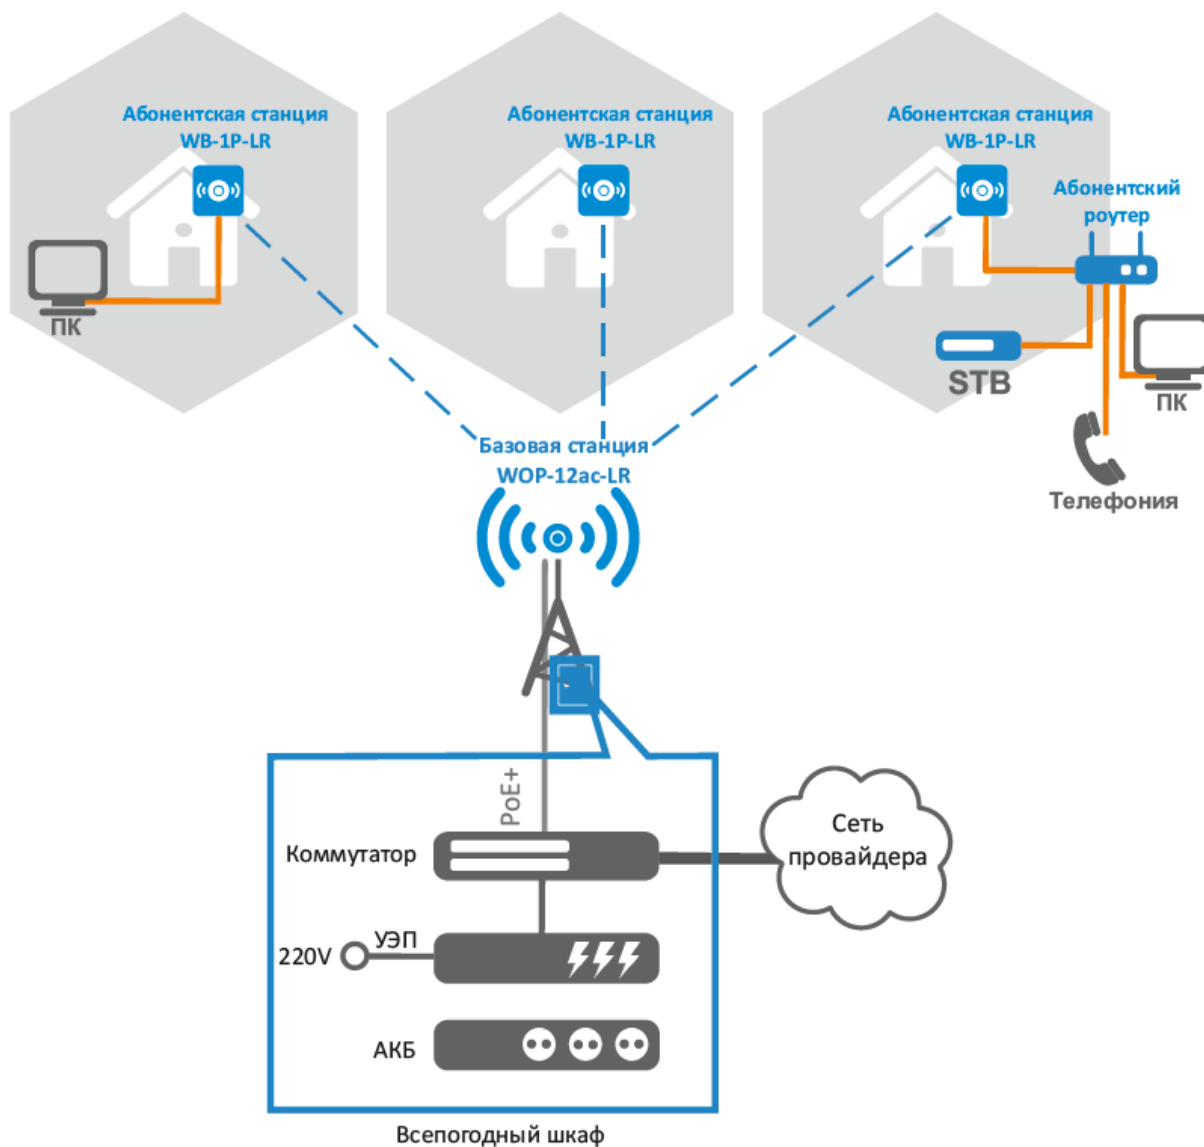 Абонентская станция
WB-1P-LR
Абонентская станция
WB-1P-LR
Абонентская станция
WB-1P-LR
Абонентский
роутер
ПК
STB
ПК
Телефония
Базовая станция
WOP-12ac-LR
PoE+
Коммутатор
Сеть
провайдера
УЭП
220V
АКБ
Всепогодный шкаф